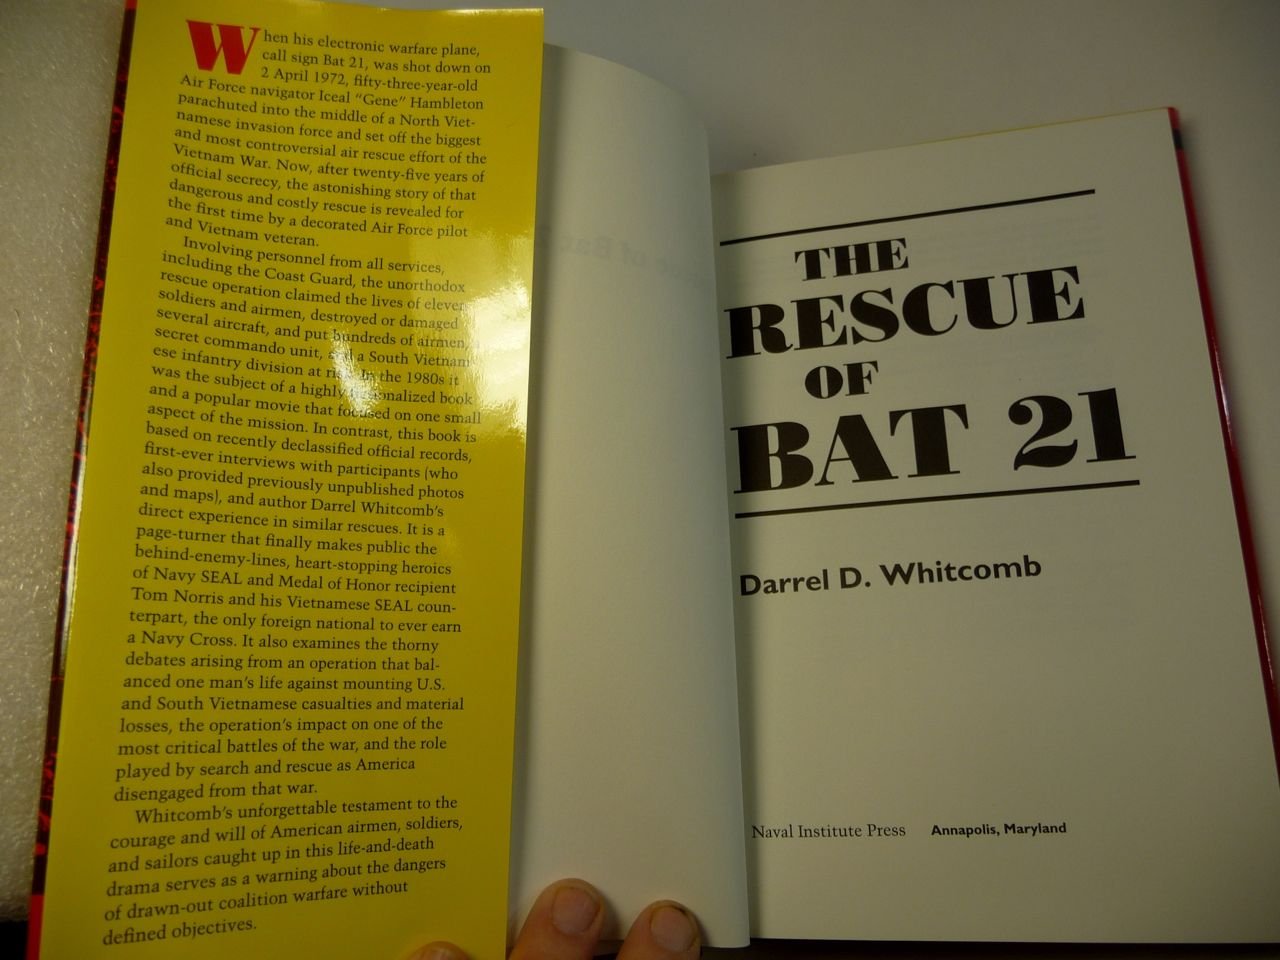 When his electronic warfare plane,
call sign Bat 21, was shot down on
2 April 1972, fifty-three-year-old
Air Force navigator Iceal “Gene” Hambleton
parachuted into the middle of a North Viet-
namese invasion force and set off the biggest
and most controversial air rescue effort of the
Vietnam War. Now, after twenty-five years of
official secrecy, the astonishing story of that
dangerous and costly rescue is revealed for
the first time by a decorated Air Force pilot
and Vietnam veteran.
Involving personnel from all services,
including the Coast Guard, the unorthodox
rescue operation claimed the lives of eleven
soldiers and airmen, destroyed or damaged
several aircraft, and put hundreds of airmen, a
secret commando unit, and a South Vietnam-
ese infantry division at risk. In the 1980s it
was the subject of a highly fictionalized book
and a popular movie that focused on one small
aspect of the mission. In contrast, this book is
based on recently declassified official records,
first-ever interviews with participants (who
also provided previously unpublished photos
and maps), and author Darrel Whitcomb’s
direct experience in similar rescues. It is a
page-turner that finally makes public the
behind-enemy-lines, heart-stopping heroics
of Navy SEAL and Medal of Honor recipient
Tom Norris and his Vietnamese SEAL coun-
terpart, the only foreign national to ever earn
a Navy Cross. It also examines the thorny
debates arising from an operation that bal-
anced one man’s life against mounting U.S.
and South Vietnamese casualties and material
losses, the operation’s impact on one of the
most critical battles of the war, and the role
played by search and rescue as America
disengaged from that war.
Whitcomb’s unforgettable testament to the
courage and will of American airmen, soldiers,
and sailors caught up in this life-and-death
drama serves as a warning about the dangers
of drawn-out coalition warfare without
defined objectives.
THE
RESCUE
OF
BAT 21
Darrel D. Whitcomb
Naval Institute Press Annapolis, Maryland